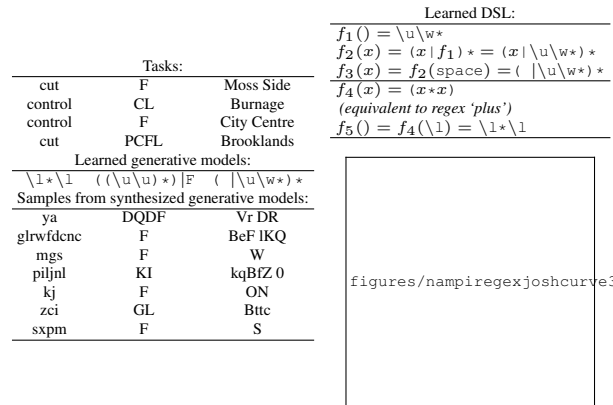 Tasks:
cut F Moss Side
control CL Burnage
control F City Centre
cut PCFL Brooklands
Learned generative models:
\l*\l ((\u\u)*)|F ( |\u\w*)*
Samples from synthesized generative models:
ya DQDF Vr DR
glrwfdcnc F BeF lKQ
mgs F W
piljnl KI kqBfZ 0
kj F ON
zci GL Bttc
sxpm F S
Learned DSL:
f1() = \u\w*
f2(x) = (x|f1)* = (x|\u\w*)*
f3(x) = f2(space) = ( |\u\w*)*
f4(x) = (x*x)
(equivalent to regex 'plus')
f5() = f4(\l) = \l*\l
figures/nampiregexjoshcurve3